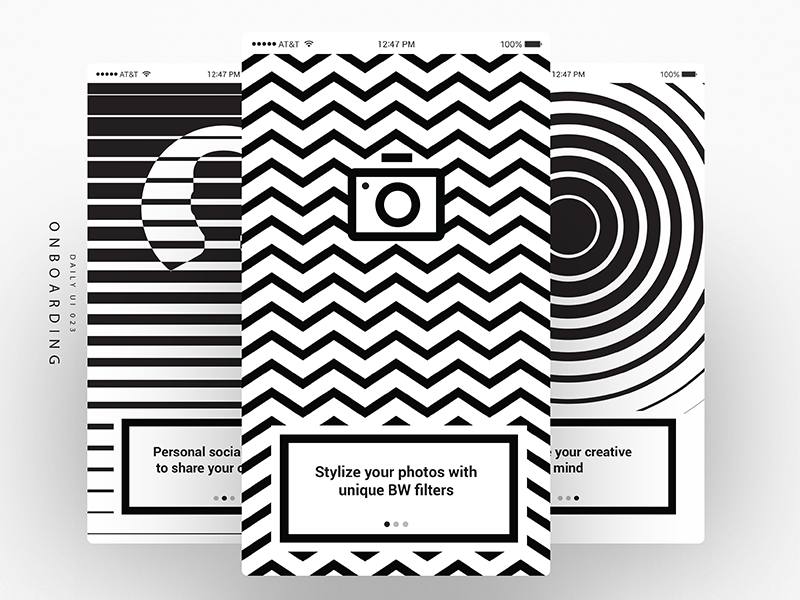 ONBOARDING
DAILY UI 023
AT&T
12:47 PM
Personal socia
to share your
AT&T
12:47 PM
100%
Stylize your photos with
unique BW filters
12:47 PM
100%
your creative
mind